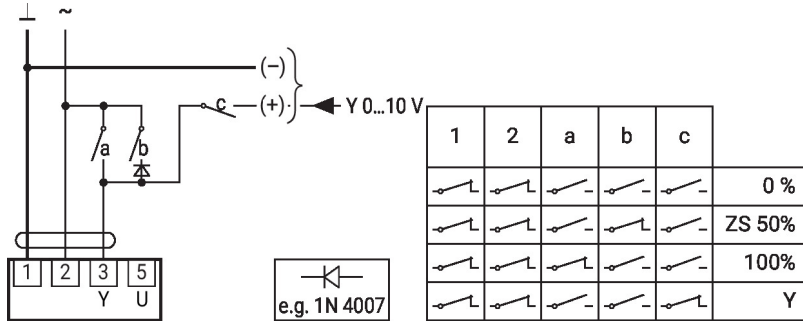 ⊥ ~
(−)
c (+) Y 0...10 V
a b
1 2 3 5
Y U
e.g. 1N 4007
1 2 a b c
0 %
ZS 50%
100%
Y